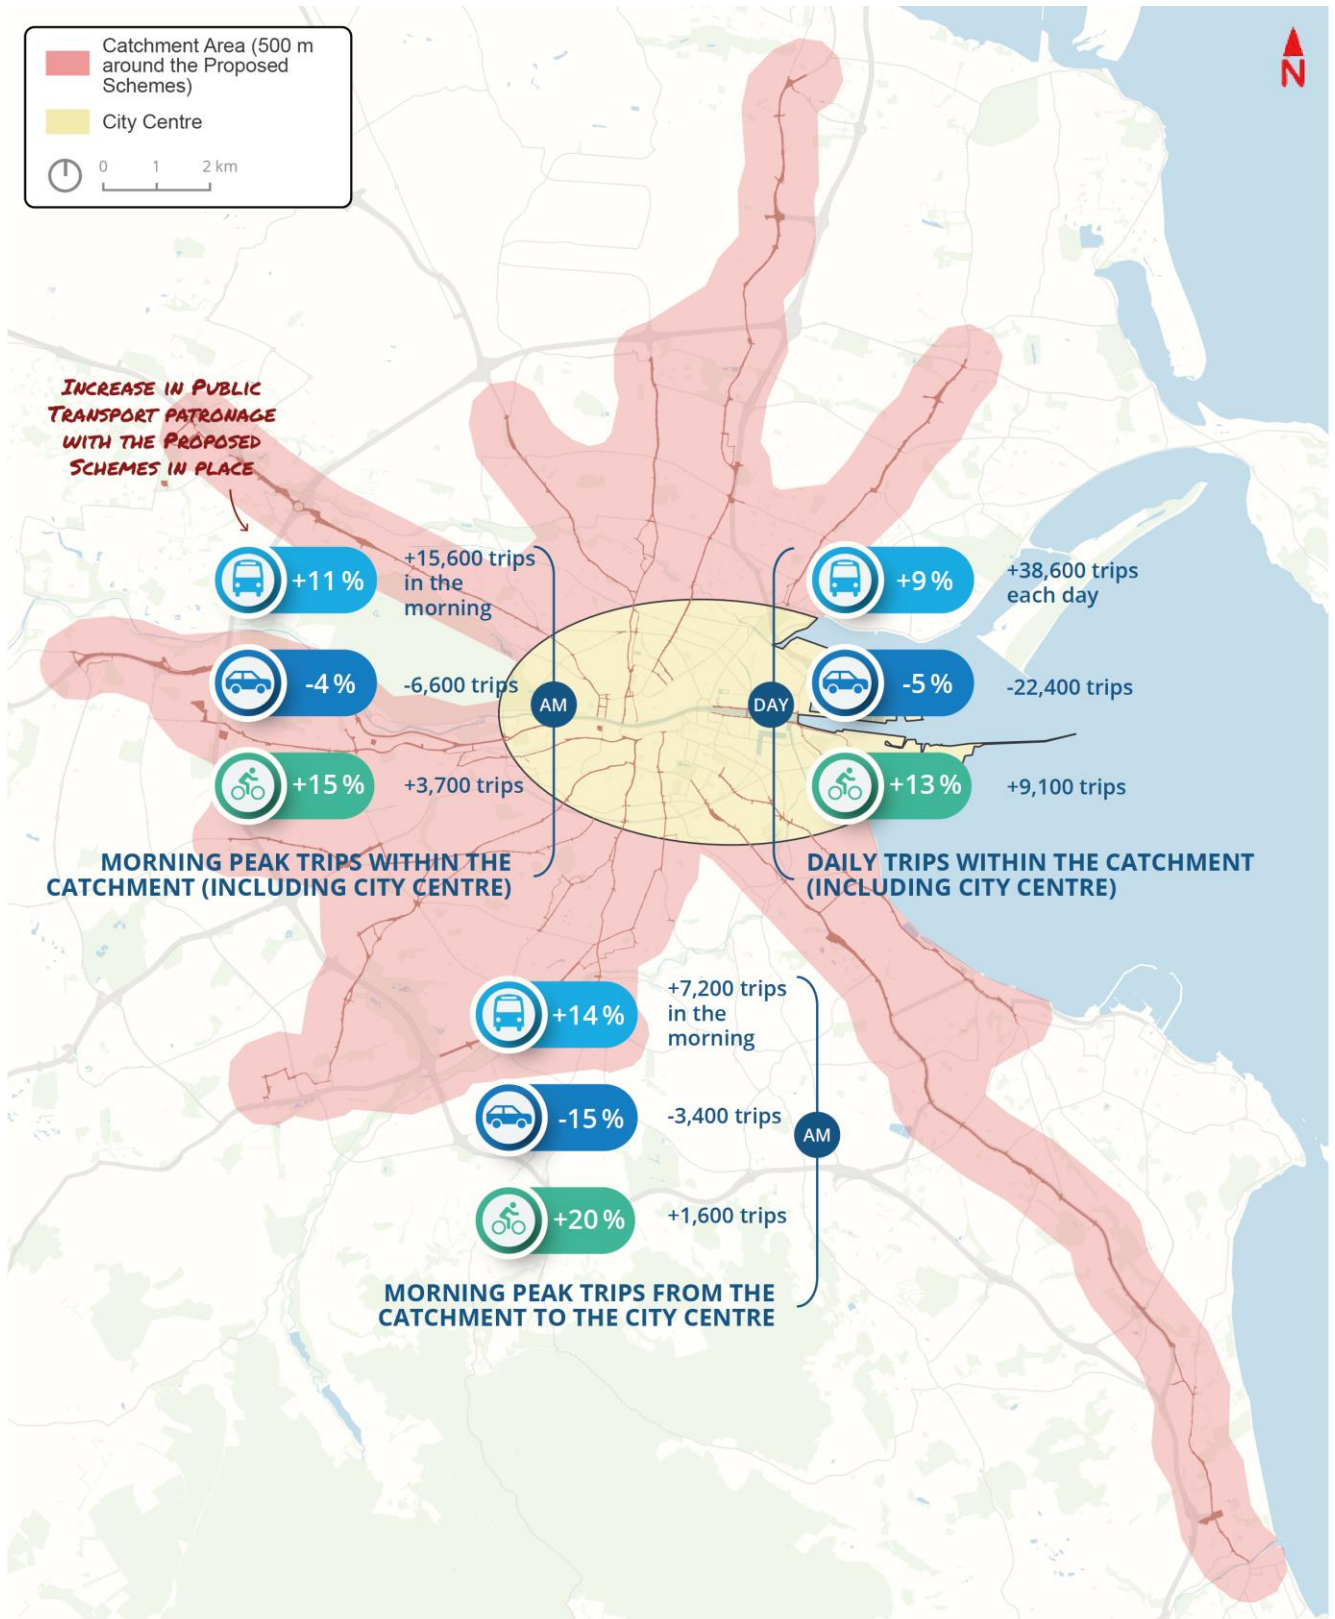 Catchment Area (500 m
around the Proposed
Schemes)
City Centre
0 1 2 km
N
INCREASE IN PUBLIC
TRANSPORT PATRONAGE
WITH THE PROPOSED
SCHEMES IN PLACE
+11 %
+15,600 trips
in the
morning
-4 %
-6,600 trips
AM
+15 %
+3,700 trips
MORNING PEAK TRIPS WITHIN THE
CATCHMENT (INCLUDING CITY CENTRE)
+9 %
+38,600 trips
each day
DAY
-5 %
-22,400 trips
+13 %
+9,100 trips
DAILY TRIPS WITHIN THE CATCHMENT
(INCLUDING CITY CENTRE)
+14 %
+7,200 trips
in the
morning
-15 %
-3,400 trips
AM
+20 %
+1,600 trips
MORNING PEAK TRIPS FROM THE
CATCHMENT TO THE CITY CENTRE